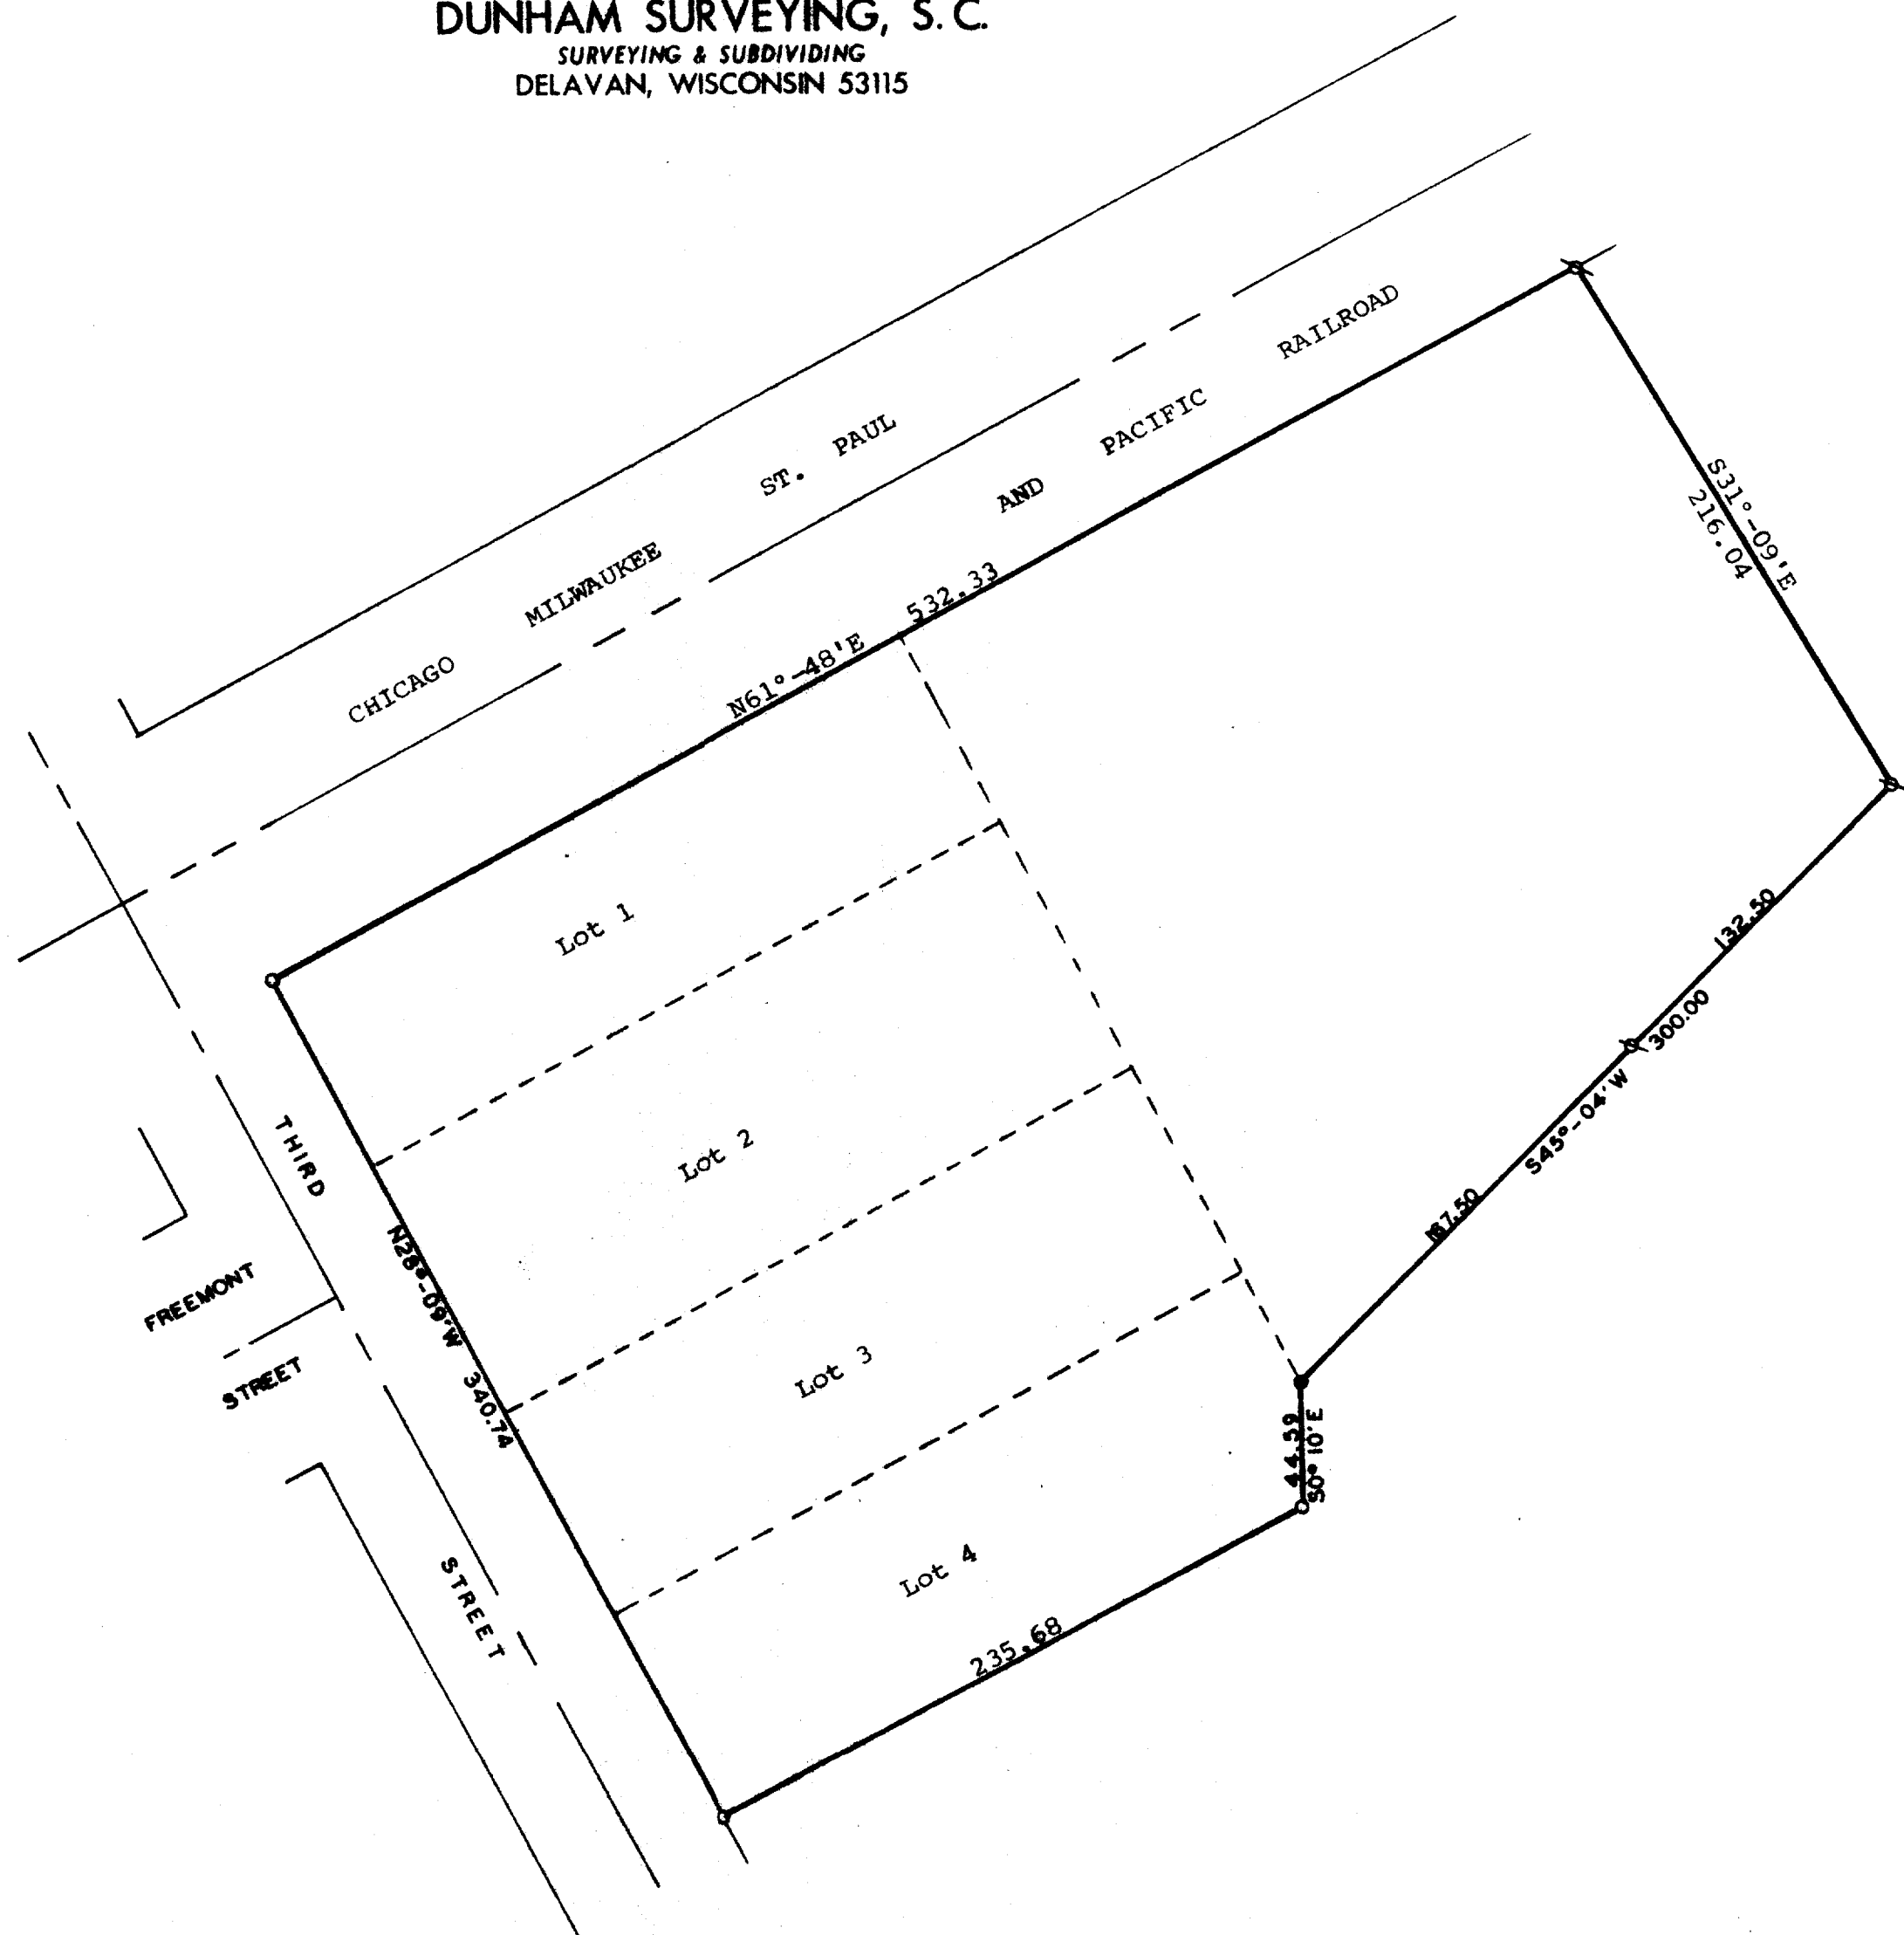 DUNHAM SURVEYING, S.C.
SURVEYING & SUBDIVIDING
DELAVAN, WISCONSIN 53115
CHICAGO MILWAUKEE ST. PAUL AND PACIFIC RAILROAD
N61°-48'E 532.33
S31°-09'E
216.04
132.50
300.00
S45°-04'W
167.50
44.59
S0°10'E
235.68
N28°-09'W 340.74
Lot 1
Lot 2
Lot 3
Lot 4
THIRD STREET
FREEMONT
STREET